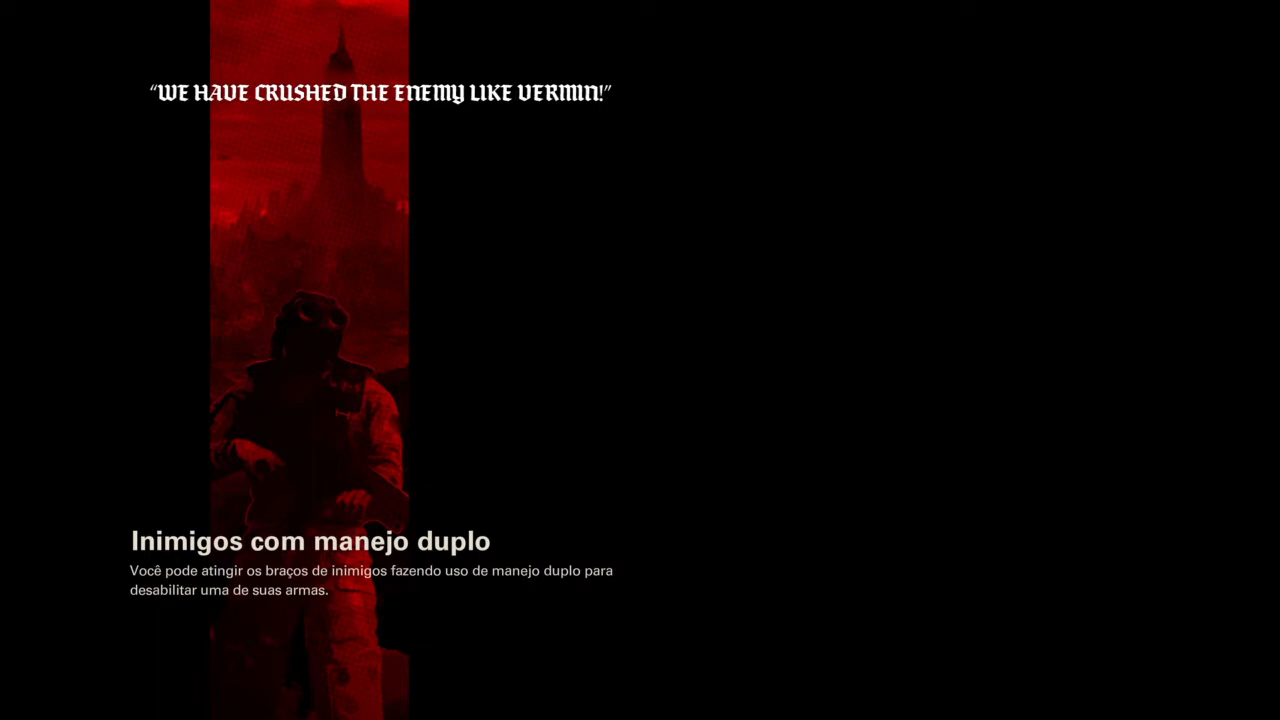 “WE HAVE CRUSHED THE ENEMY LIKE VERMIN!”
Inimigos com manejo duplo
Você pode atingir os braços de inimigos fazendo uso de manejo duplo para
desabilitar uma de suas armas.